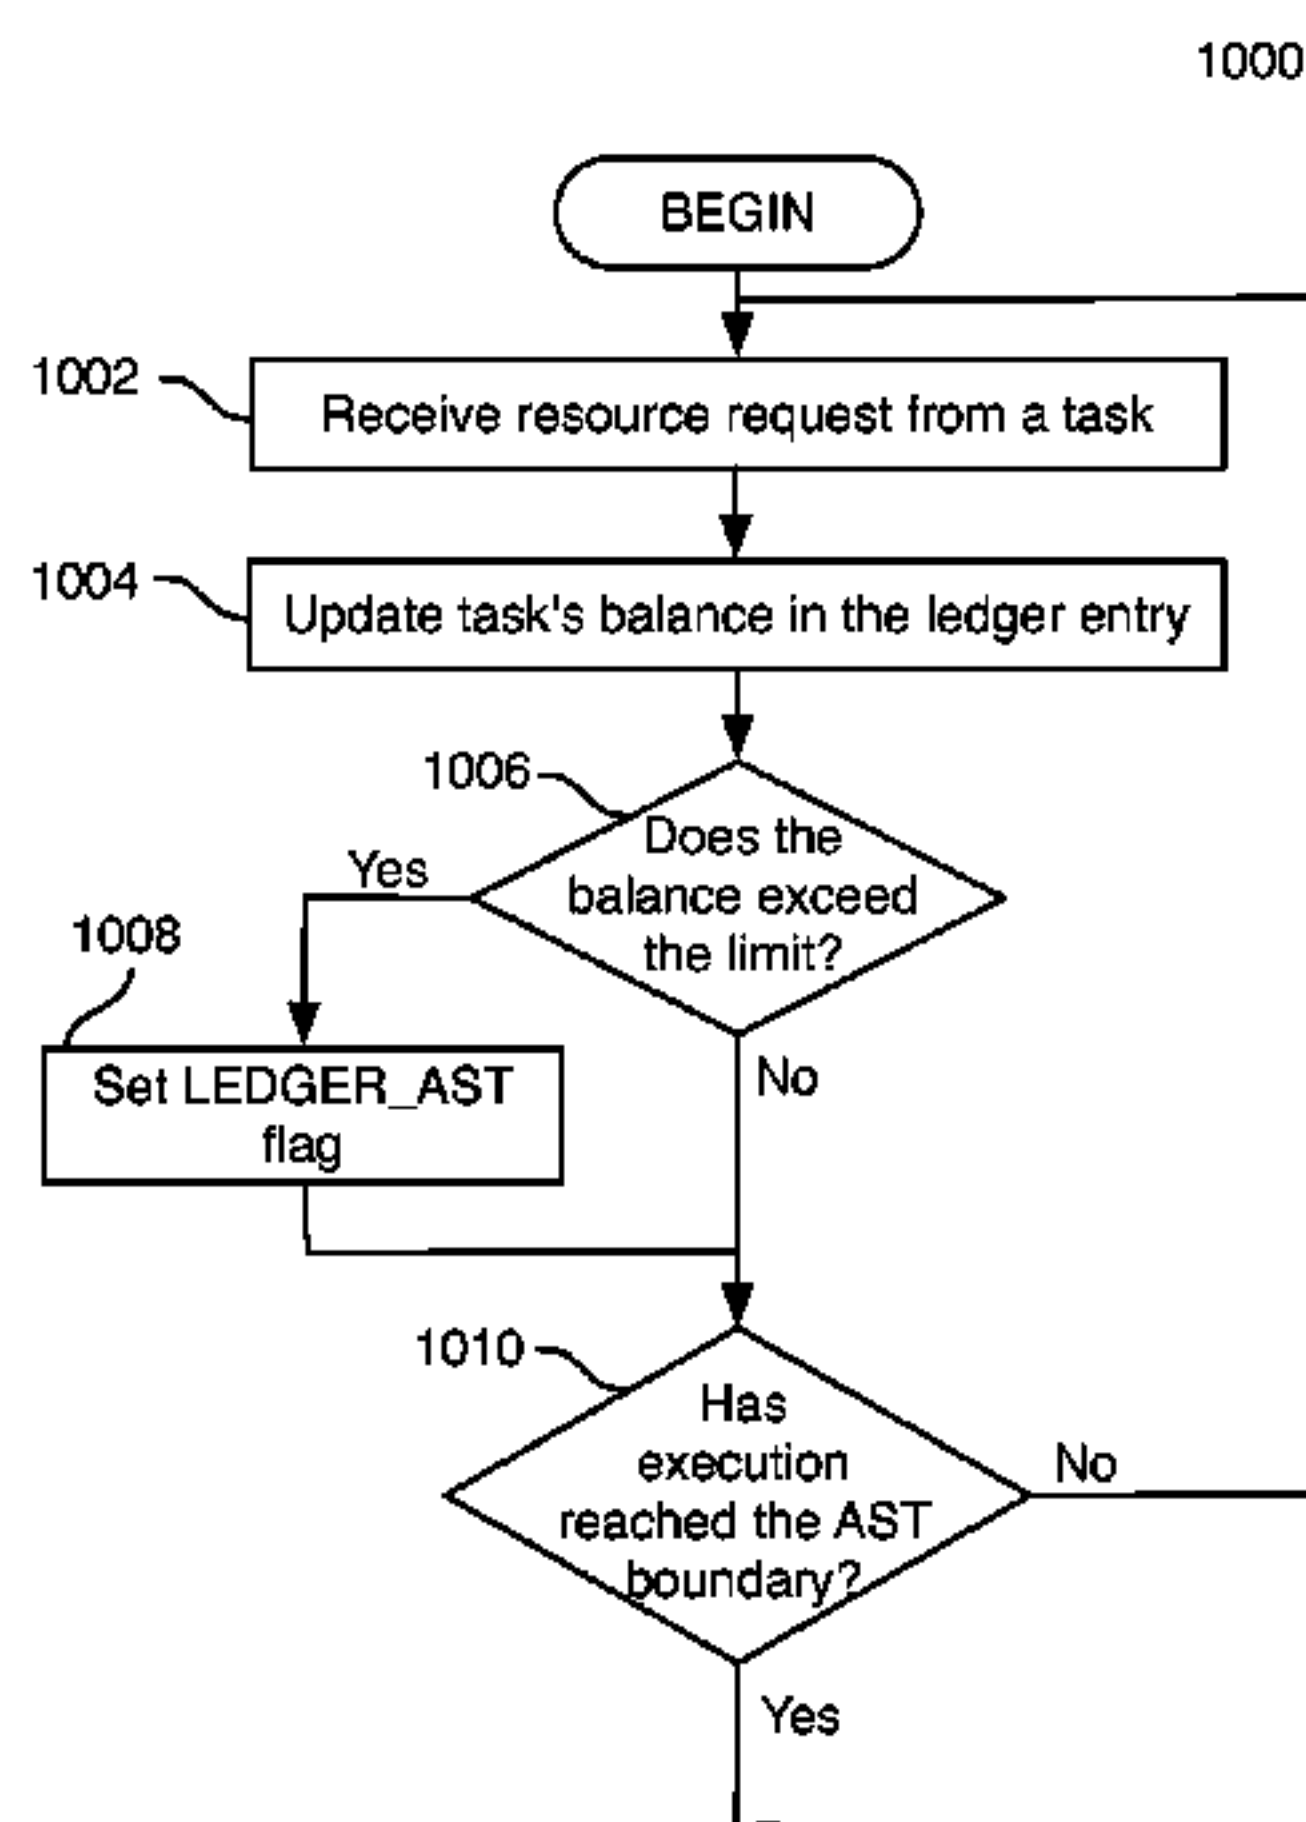 1000
BEGIN
1002
Receive resource request from a task
1004
Update task's balance in the ledger entry
1006
Does the
balance exceed
the limit?
Yes
1008
Set LEDGER_AST
flag
No
1010
Has
execution
reached the AST
boundary?
No
Yes